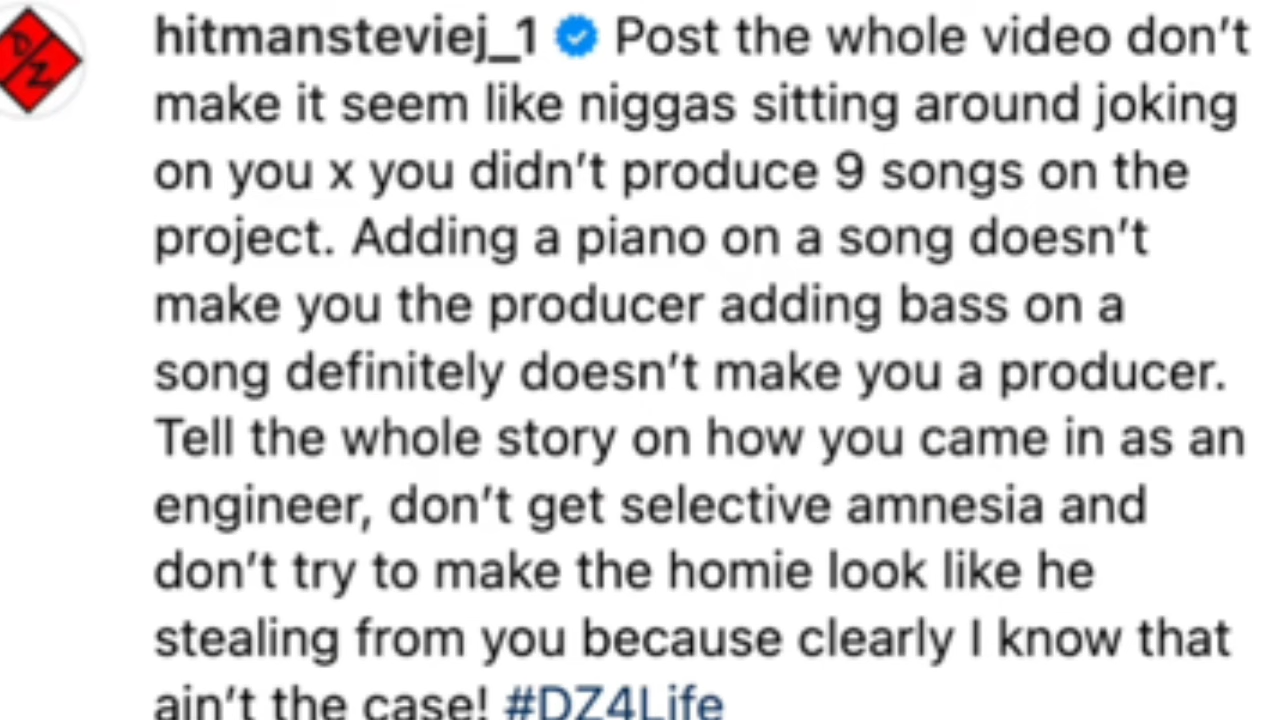 D
Z
hitmansteviej_1 Post the whole video don't
make it seem like niggas sitting around joking
on you x you didn't produce 9 songs on the
project. Adding a piano on a song doesn't
make you the producer adding bass on a
song definitely doesn't make you a producer.
Tell the whole story on how you came in as an
engineer, don't get selective amnesia and
don't try to make the homie look like he
stealing from you because clearly I know that
ain't the case! #DZ4Life